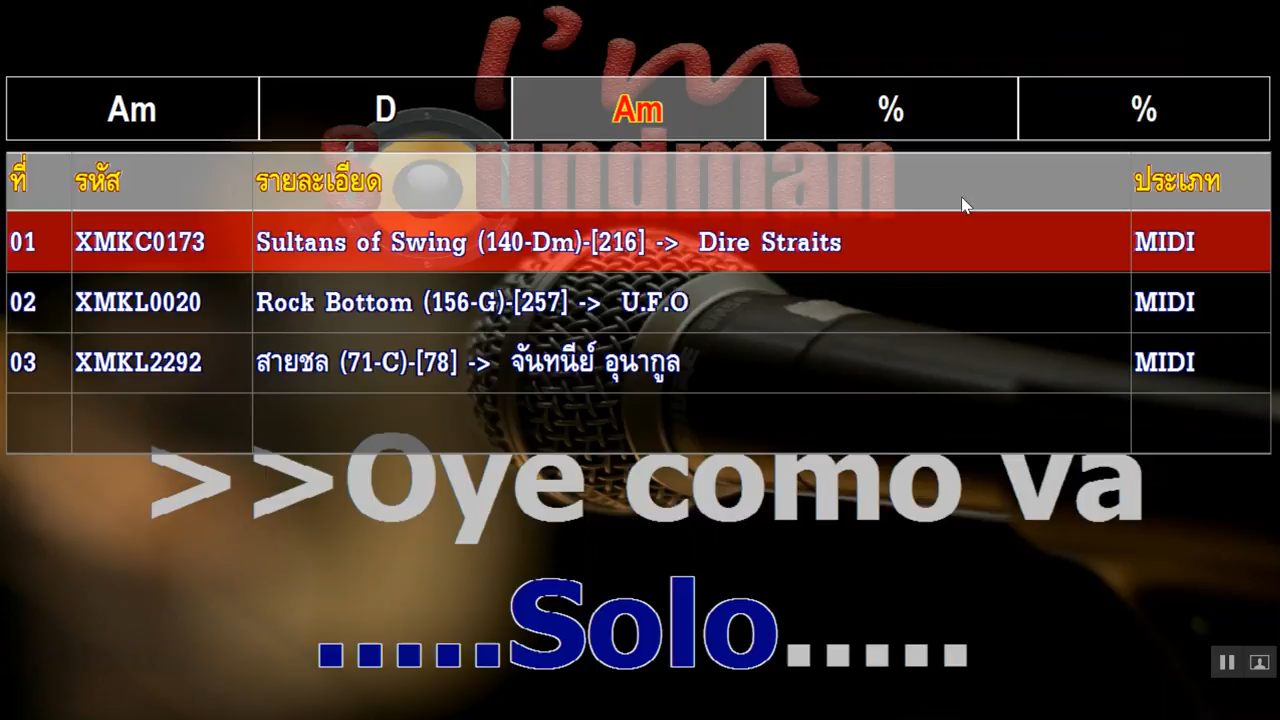 I'm
Soundman
Am D Am % %
ที่ รหัส รายละเอียด ประเภท
01 XMKC0173 Sultans of Swing (140-Dm)-[216] -> Dire Straits MIDI
02 XMKL0020 Rock Bottom (156-G)-[257] -> U.F.O MIDI
03 XMKL2292 สายชล (71-C)-[78] -> จันทนีย์ อุนากูล MIDI
>>Oye como va
.....Solo.....